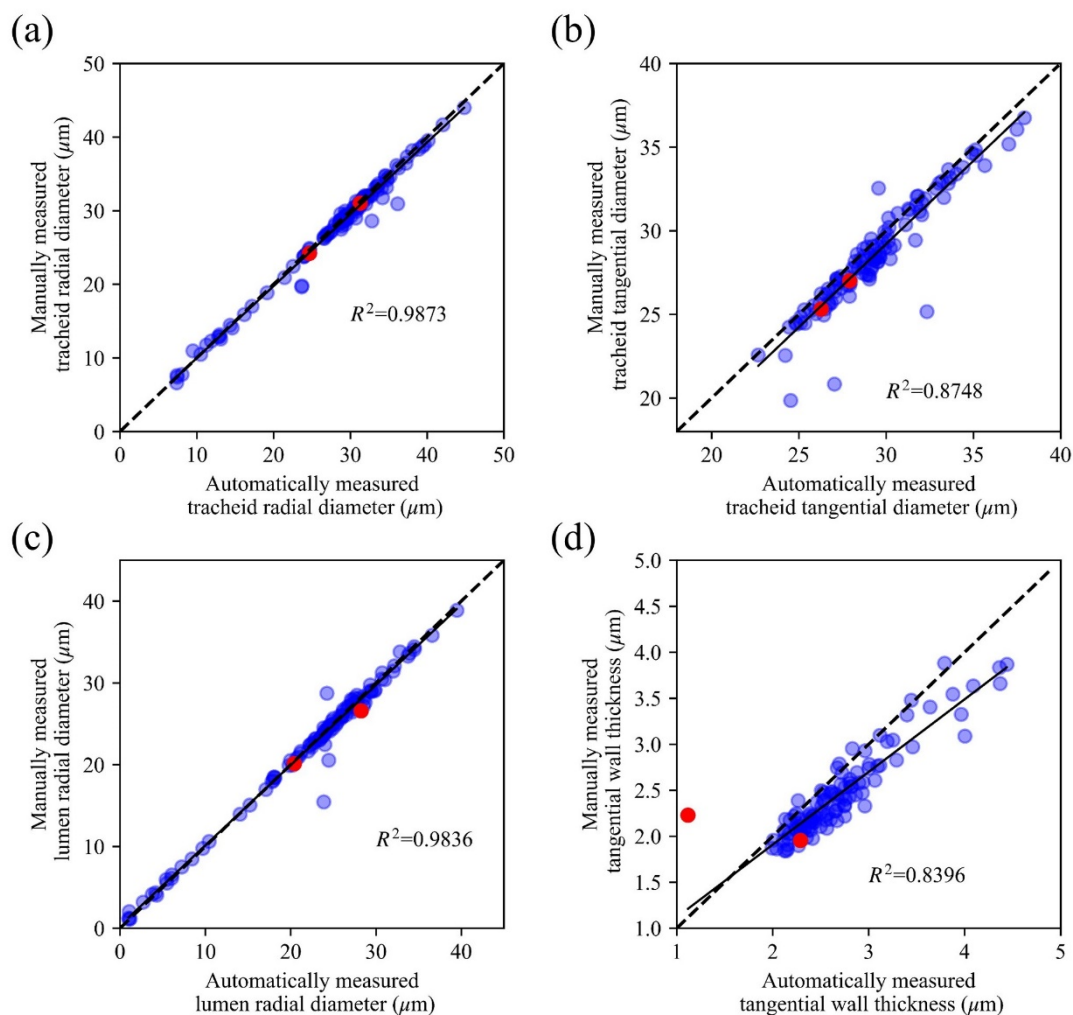 (a)
50
40
30
20
10
0
Manually measured
tracheid radial diameter (μm)
R²=0.9873
0 10 20 30 40 50
Automatically measured
tracheid radial diameter (μm)
(b)
40
35
30
25
20
Manually measured
tracheid tangential diameter (μm)
R²=0.8748
20 25 30 35 40
Automatically measured
tracheid tangential diameter (μm)
(c)
40
30
20
10
0
Manually measured
lumen radial diameter (μm)
R²=0.9836
0 10 20 30 40
Automatically measured
lumen radial diameter (μm)
(d)
5.0
4.5
4.0
3.5
3.0
2.5
2.0
1.5
1.0
Manually measured
tangential wall thickness (μm)
R²=0.8396
1 2 3 4 5
Automatically measured
tangential wall thickness (μm)